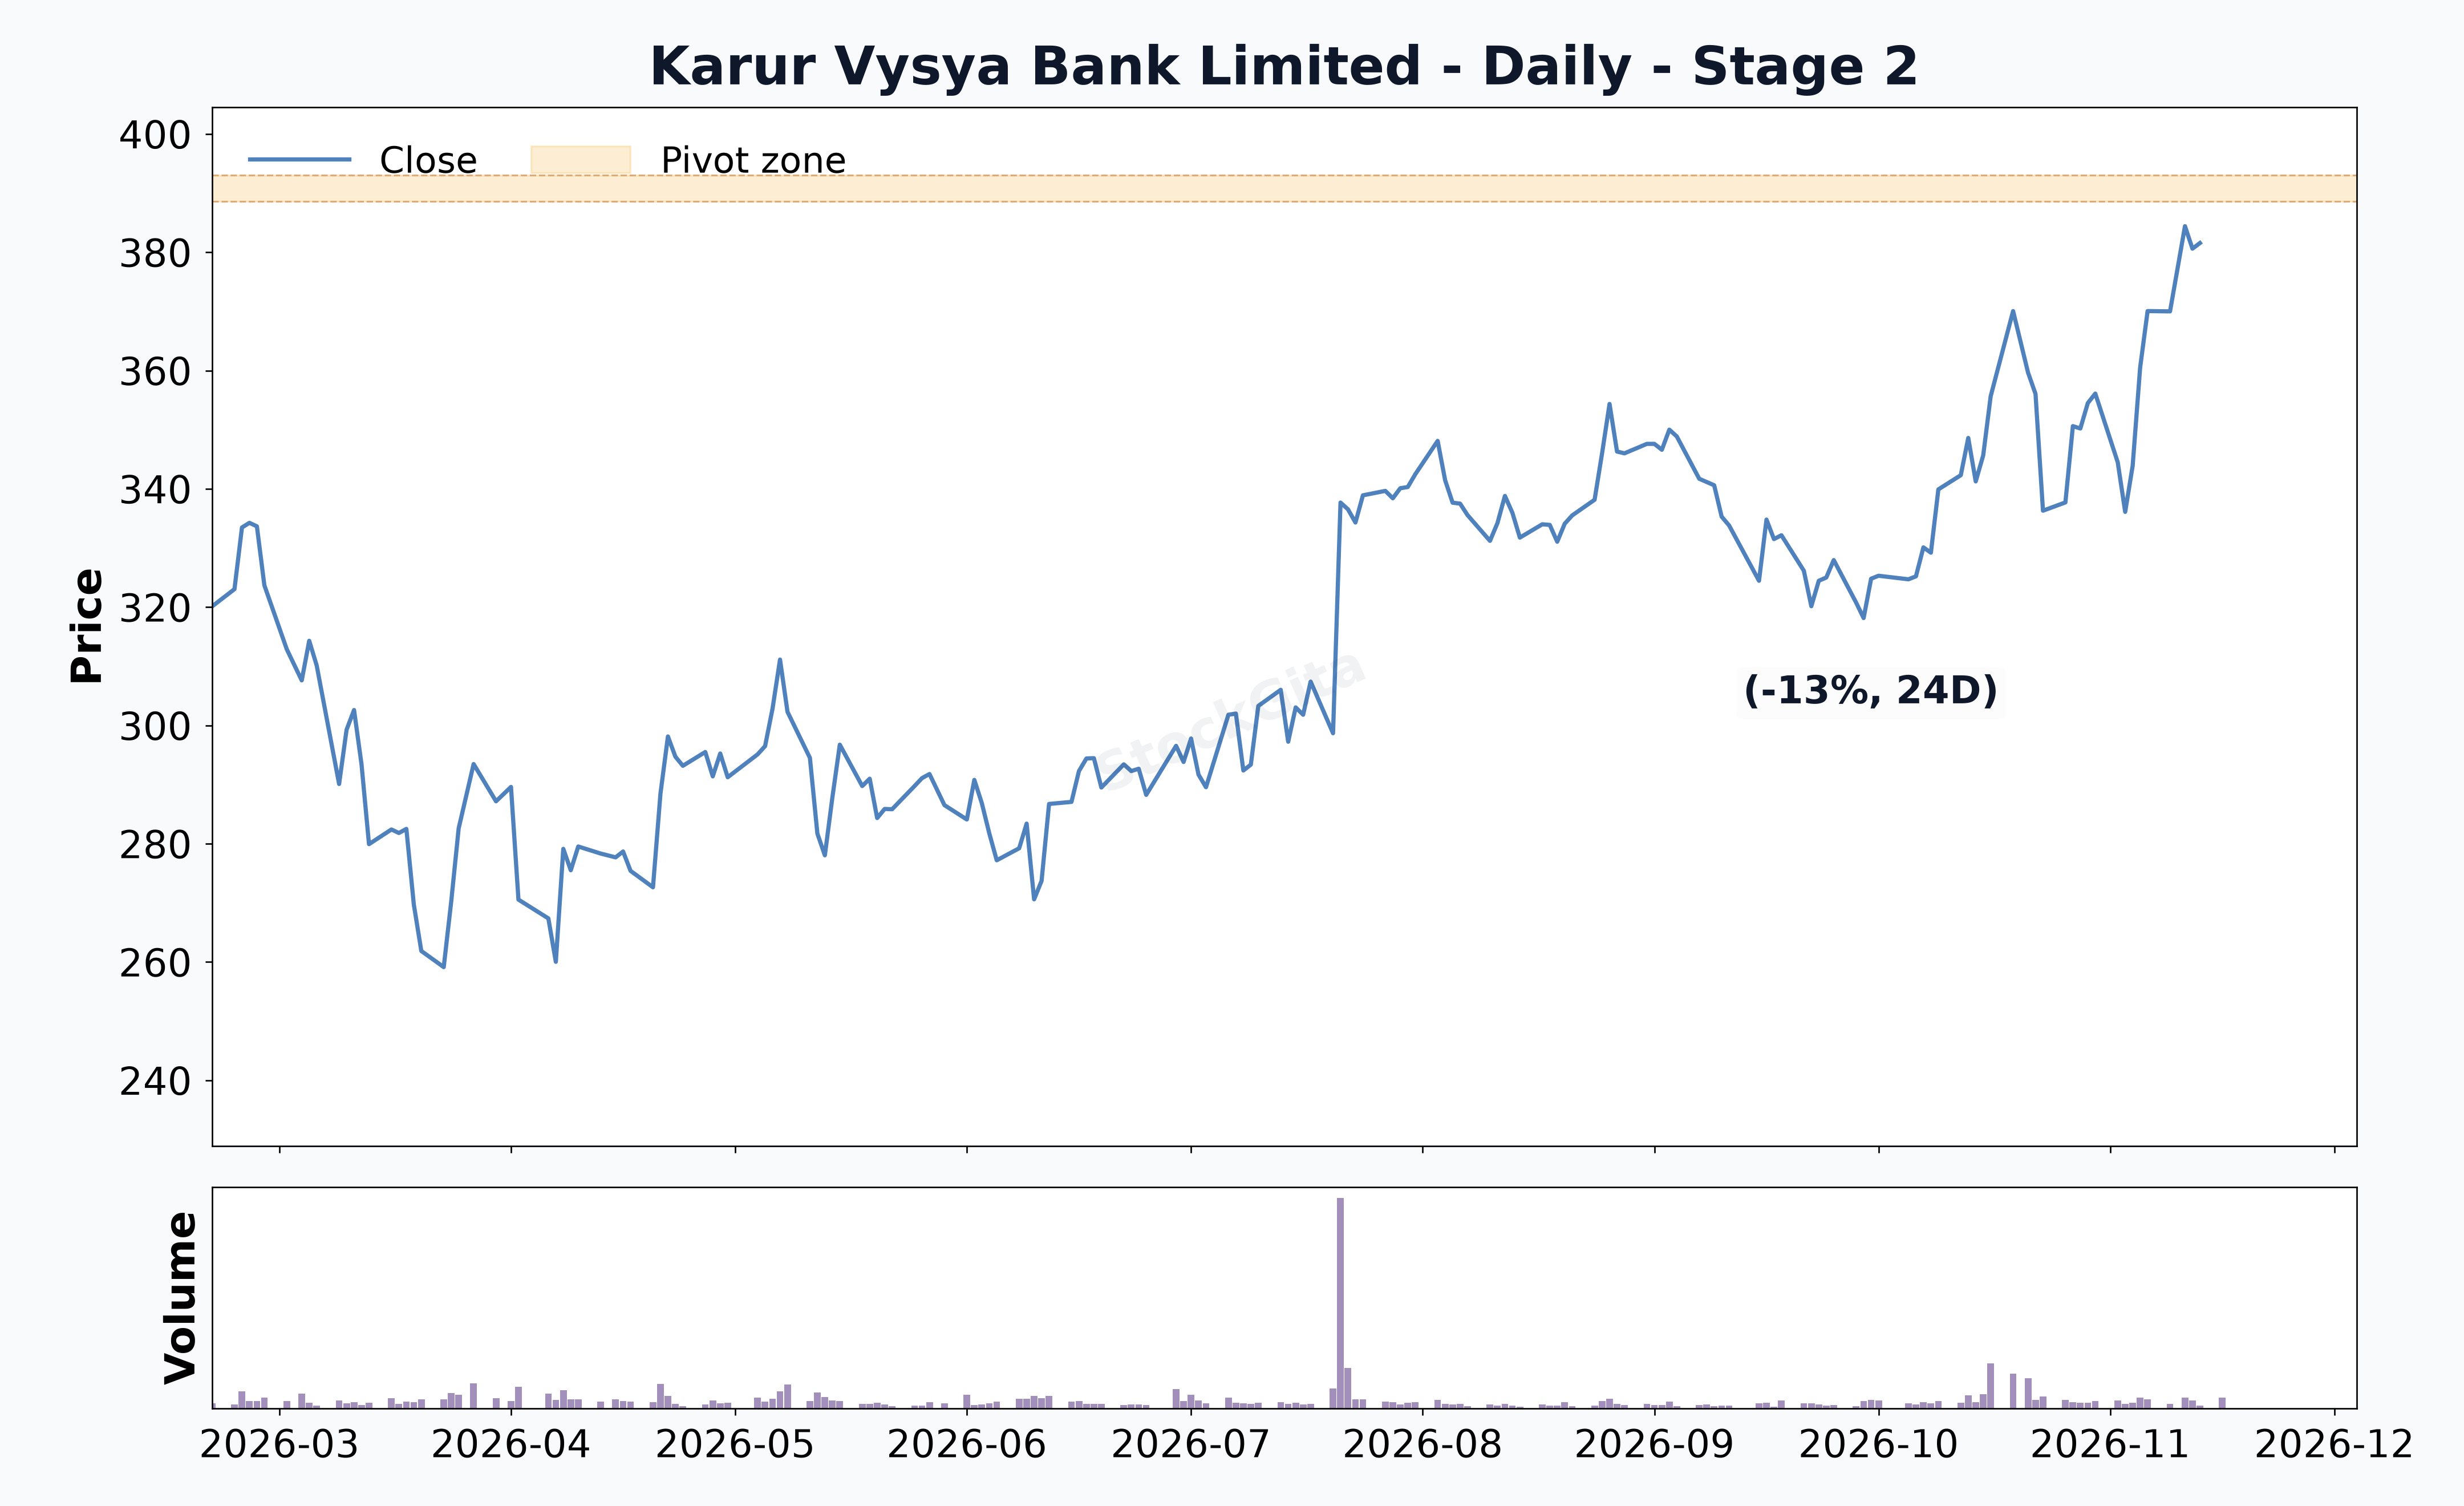 Karur Vysya Bank Limited - Daily - Stage 2
Close
Pivot zone
Price
400
380
360
340
320
300
280
260
240
(-13%, 24D)
StockGita
Volume
2026-03
2026-04
2026-05
2026-06
2026-07
2026-08
2026-09
2026-10
2026-11
2026-12